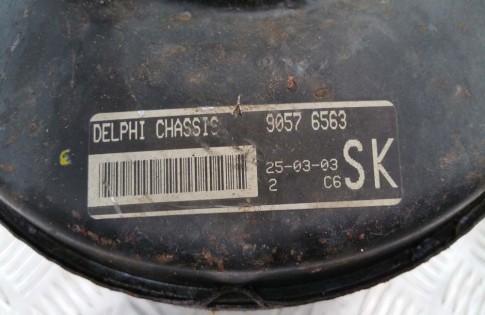 DELPHI CHASSIS 9057 6563
25-03-03 SK
2 C6